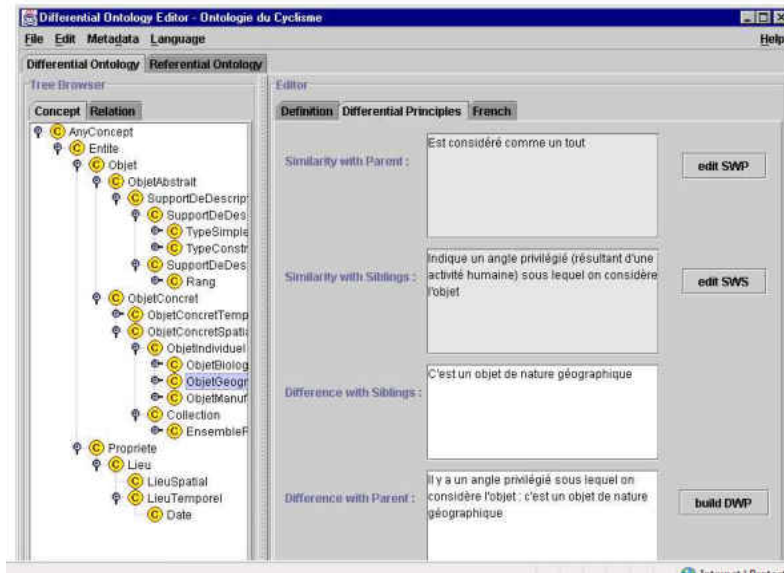 Differential Ontology Editor - Ontologie du Cyclisme
File Edit Metadata Language Help
Differential Ontology Referential Ontology
Tree Browser
Concept Relation
AnyConcept
Entite
Objet
ObjetAbstrait
SupportDeDescrip
SupportDeDes
TypeSimple
TypeConstr
SupportDeDes
Rang
ObjetConcret
ObjetConcretTemp
ObjetConcretSpatia
ObjetIndividuel
ObjetBiolog
ObjetGeogr
ObjetManuf
Collection
EnsembleF
Propriete
Lieu
LieuSpatial
LieuTemporel
Date
Editor
Definition Differential Principles French
Similarity with Parent :
Est considéré comme un tout
edit SWP
Similarity with Siblings :
Indique un angle privilégié (résultant d'une
activité humaine) sous lequel on considère
l'objet
edit SWS
Difference with Siblings :
C'est un objet de nature géographique
Difference with Parent :
Il y a un angle privilégié sous lequel on
considère l'objet : c'est un objet de nature
géographique
build DWP